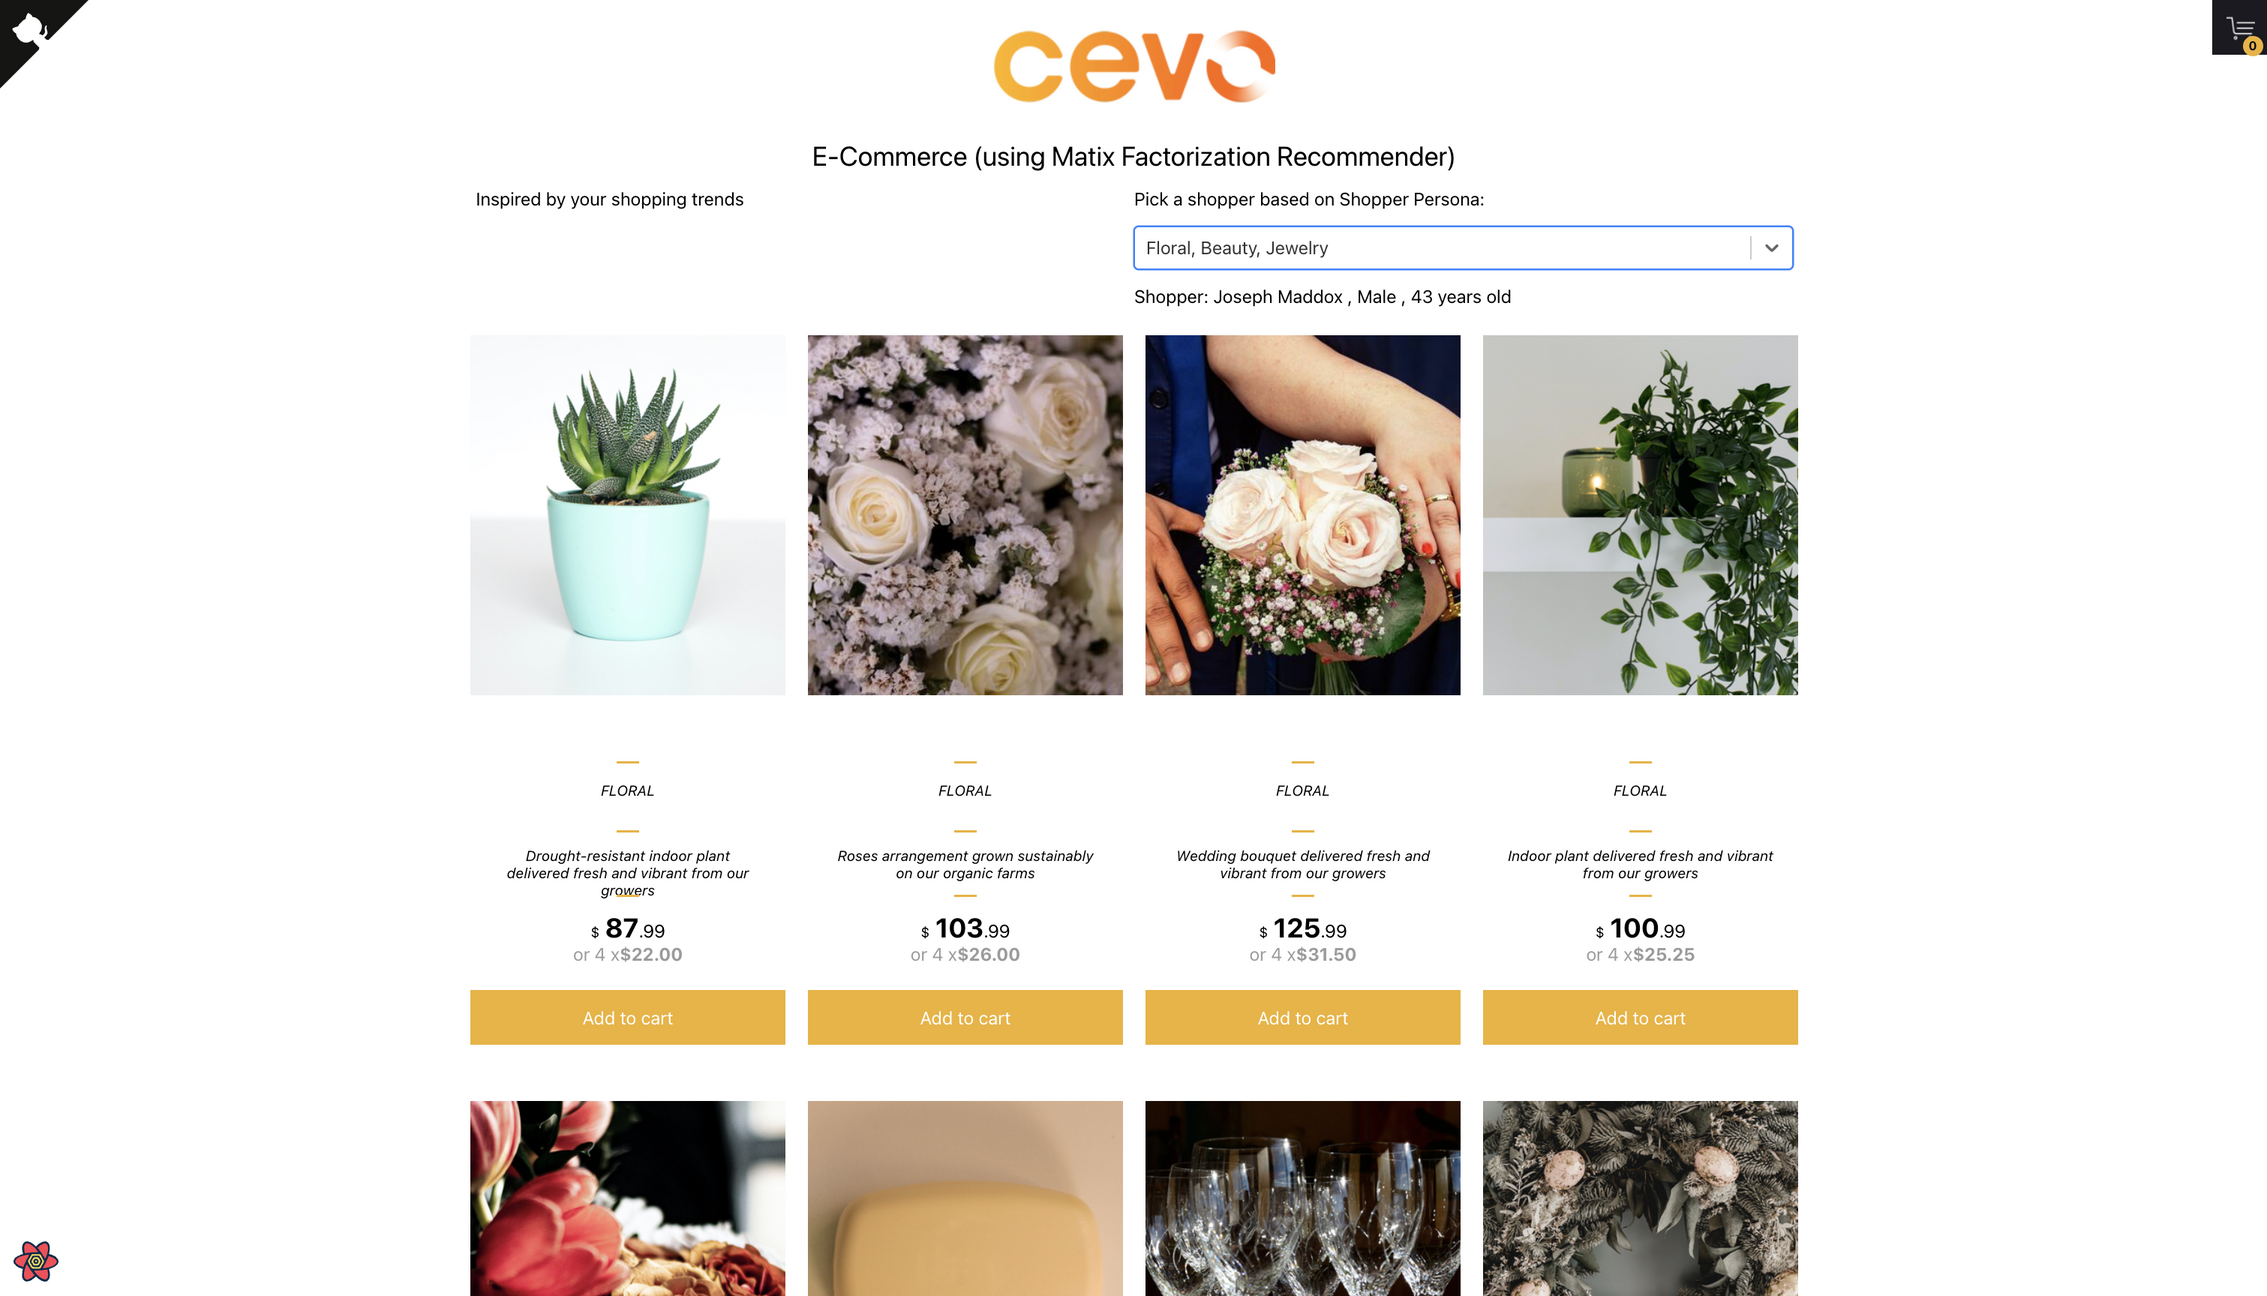 cevo
0
E-Commerce (using Matix Factorization Recommender)
Inspired by your shopping trends
Pick a shopper based on Shopper Persona:
Floral, Beauty, Jewelry
Shopper: Joseph Maddox , Male , 43 years old
FLORAL
Drought-resistant indoor plant
delivered fresh and vibrant from our
growers
$ 87.99
or 4 x$22.00
Add to cart
FLORAL
Roses arrangement grown sustainably
on our organic farms
$ 103.99
or 4 x$26.00
Add to cart
FLORAL
Wedding bouquet delivered fresh and
vibrant from our growers
$ 125.99
or 4 x$31.50
Add to cart
FLORAL
Indoor plant delivered fresh and vibrant
from our growers
$ 100.99
or 4 x$25.25
Add to cart